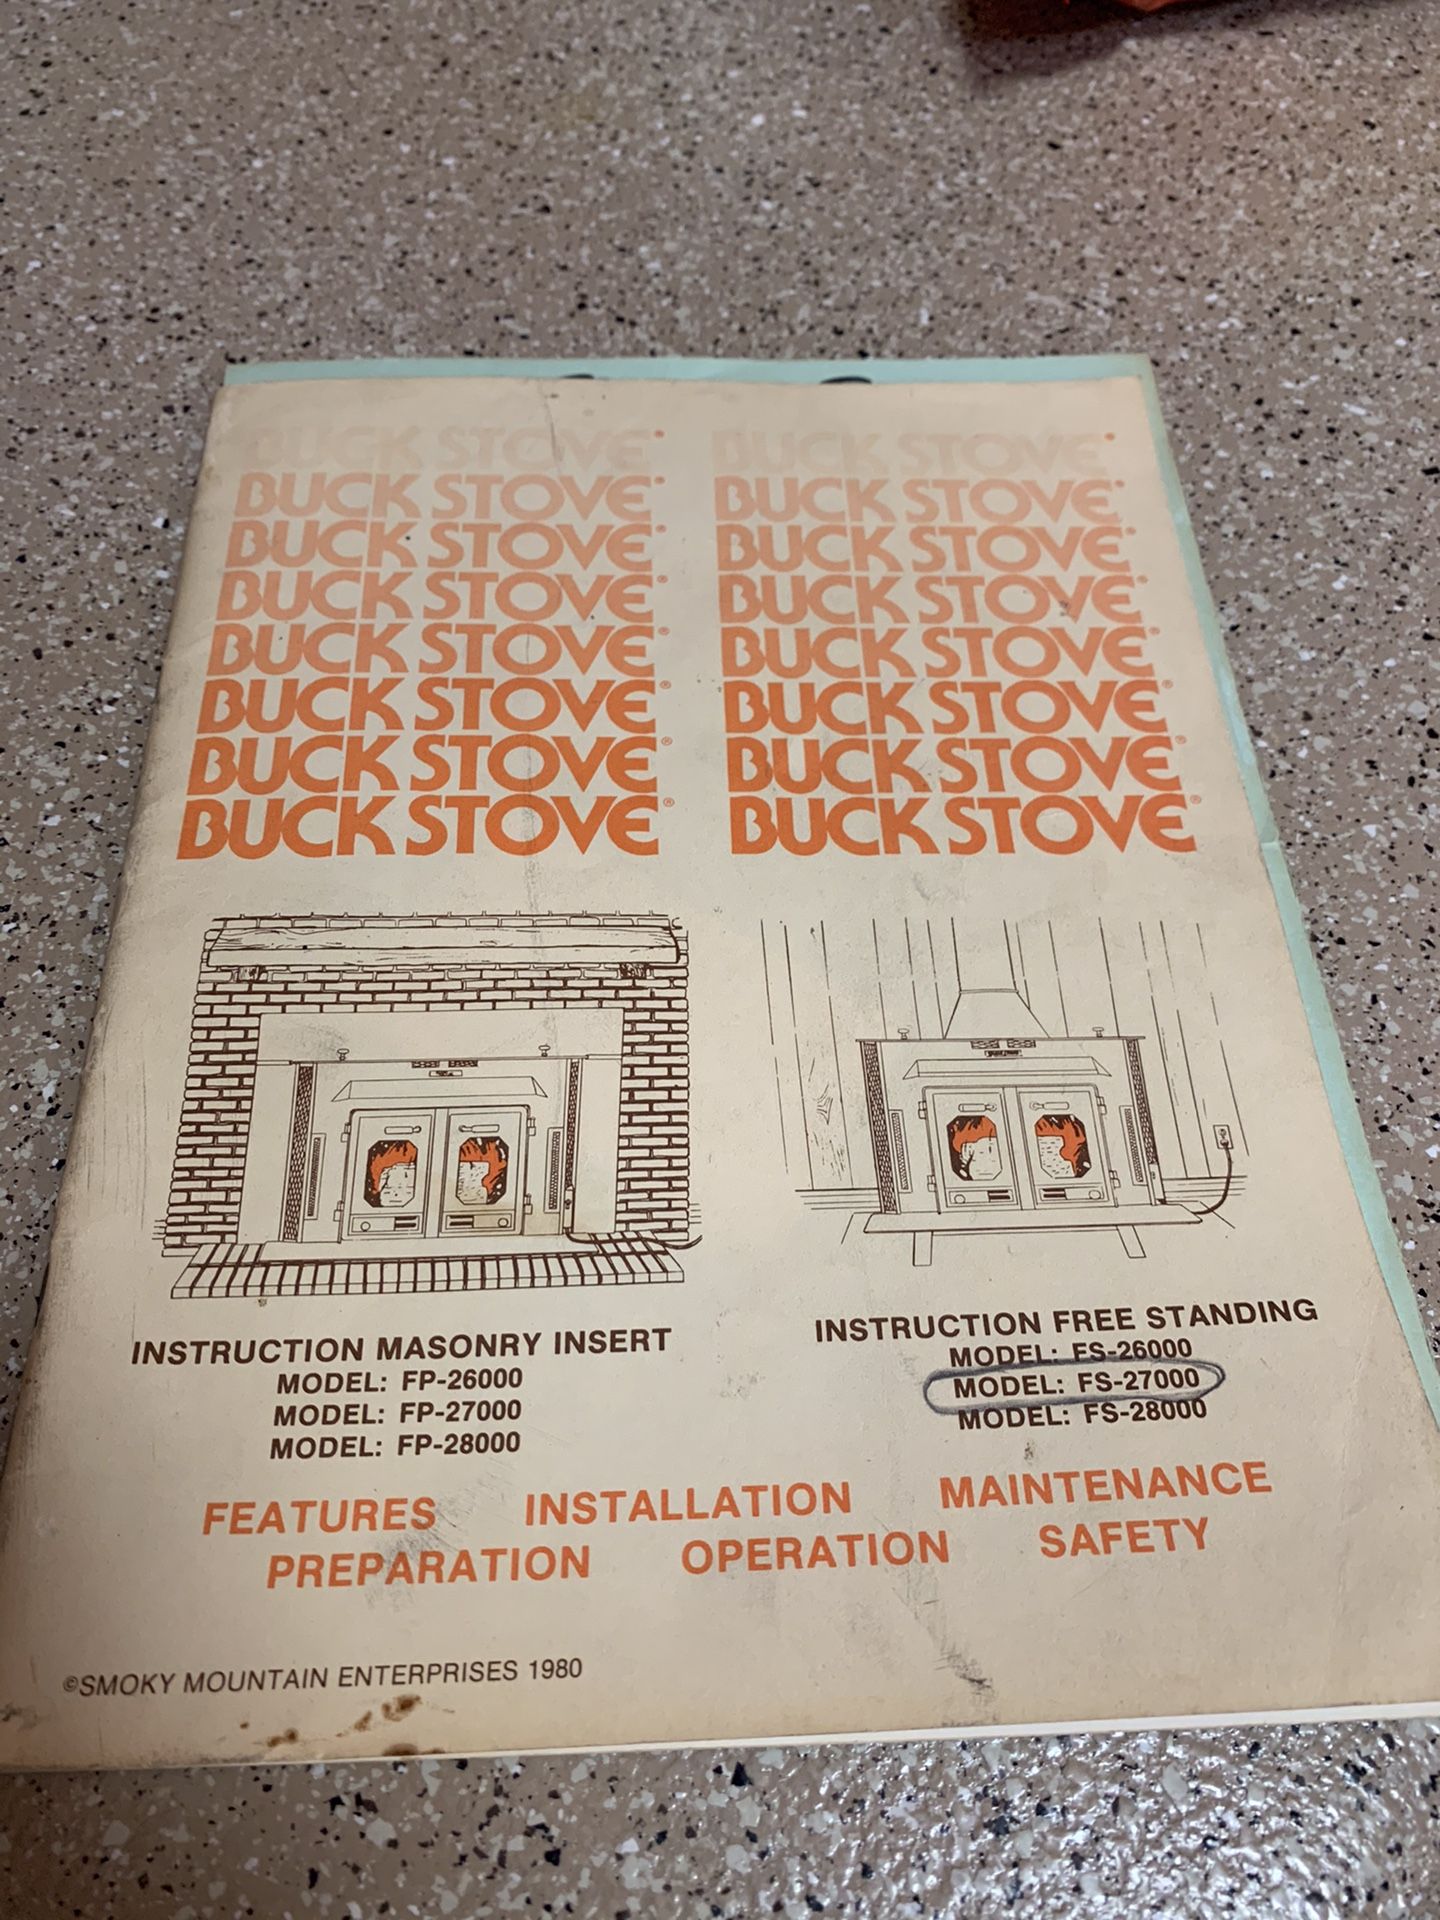 BUCK STOVE BUCK STOVE
BUCK STOVE BUCK STOVE
BUCK STOVE BUCK STOVE
BUCK STOVE BUCK STOVE
BUCK STOVE BUCK STOVE
BUCK STOVE® BUCK STOVE®
BUCK STOVE® BUCK STOVE®
BUCK STOVE® BUCK STOVE®
INSTRUCTION MASONRY INSERT
MODEL: FP-26000
MODEL: FP-27000
MODEL: FP-28000
INSTRUCTION FREE STANDING
MODEL: FS-26000
MODEL: FS-27000
MODEL: FS-28000
FEATURES INSTALLATION MAINTENANCE
PREPARATION OPERATION SAFETY
©SMOKY MOUNTAIN ENTERPRISES 1980